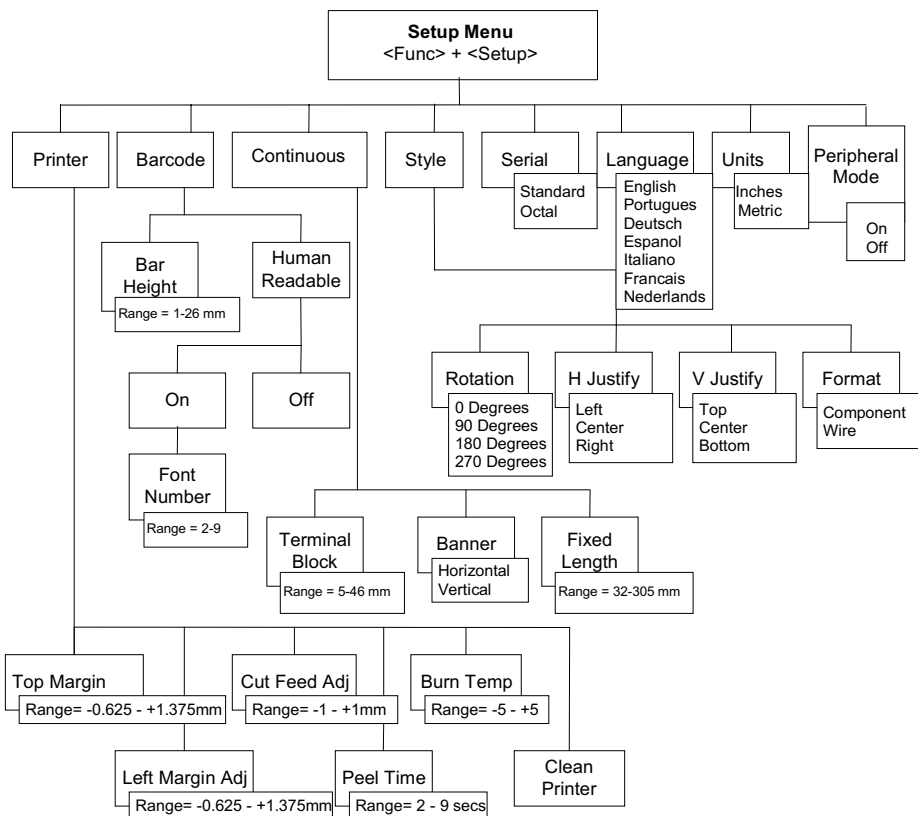 Setup Menu
<Func> + <Setup>
Printer
Barcode
Continuous
Style
Serial
Standard
Octal
Language
English
Portugues
Deutsch
Espanol
Italiano
Francais
Nederlands
Units
Inches
Metric
Peripheral
Mode
On
Off
Bar
Height
Range = 1-26 mm
Human
Readable
On
Off
Font
Number
Range = 2-9
Rotation
0 Degrees
90 Degrees
180 Degrees
270 Degrees
H Justify
Left
Center
Right
V Justify
Top
Center
Bottom
Format
Component
Wire
Terminal
Block
Range = 5-46 mm
Banner
Horizontal
Vertical
Fixed
Length
Range = 32-305 mm
Top Margin
Range= -0.625 - +1.375mm
Cut Feed Adj
Range= -1 - +1mm
Burn Temp
Range= -5 - +5
Left Margin Adj
Range= -0.625 - +1.375mm
Peel Time
Range= 2 - 9 secs
Clean
Printer